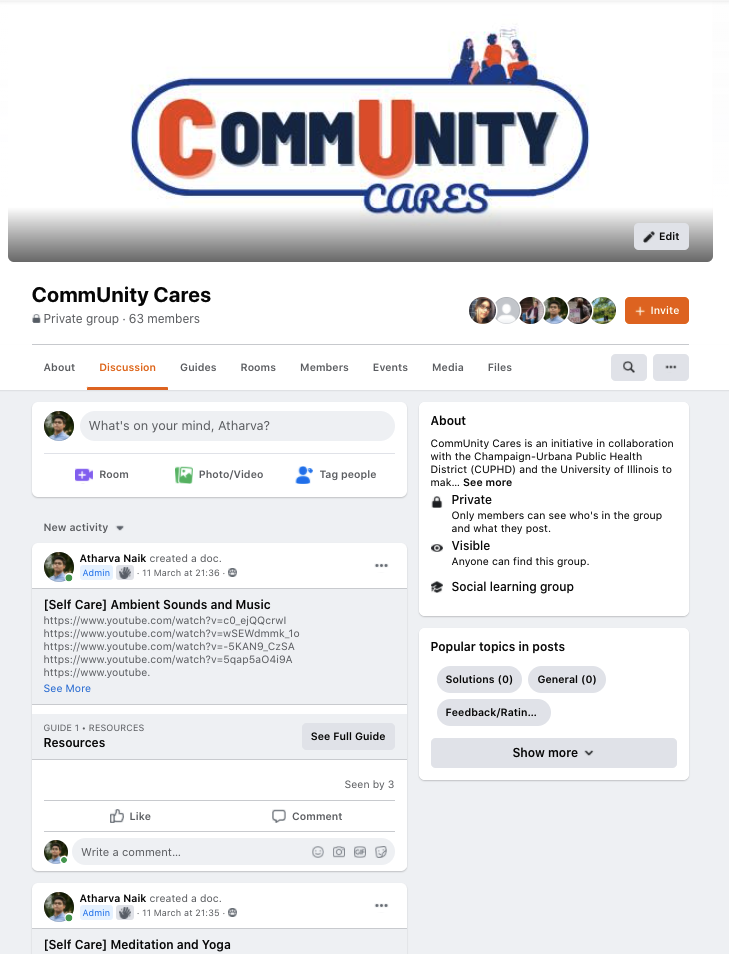 COMMUNITY
CARES
Edit
CommUnity Cares
Private group · 63 members
+ Invite
About Discussion Guides Rooms Members Events Media Files
What's on your mind, Atharva?
Room Photo/Video Tag people
New activity
Atharva Naik created a doc.
Admin · 11 March at 21:36 ·
[Self Care] Ambient Sounds and Music
https://www.youtube.com/watch?v=c0_ejQQcrwI
https://www.youtube.com/watch?v=wSEWdmmk_1o
https://www.youtube.com/watch?v=-5KAN9_CzSA
https://www.youtube.com/watch?v=5qap5aO4i9A
https://www.youtube.
See More
GUIDE 1 • RESOURCES
Resources
See Full Guide
Seen by 3
Like Comment
Write a comment...
GIF
Atharva Naik created a doc.
Admin · 11 March at 21:35 ·
[Self Care] Meditation and Yoga
About
CommUnity Cares is an initiative in collaboration
with the Champaign-Urbana Public Health
District (CUPHD) and the University of Illinois to
mak... See more
Private
Only members can see who's in the group
and what they post.
Visible
Anyone can find this group.
Social learning group
Popular topics in posts
Solutions (0) General (0)
Feedback/Ratin...
Show more